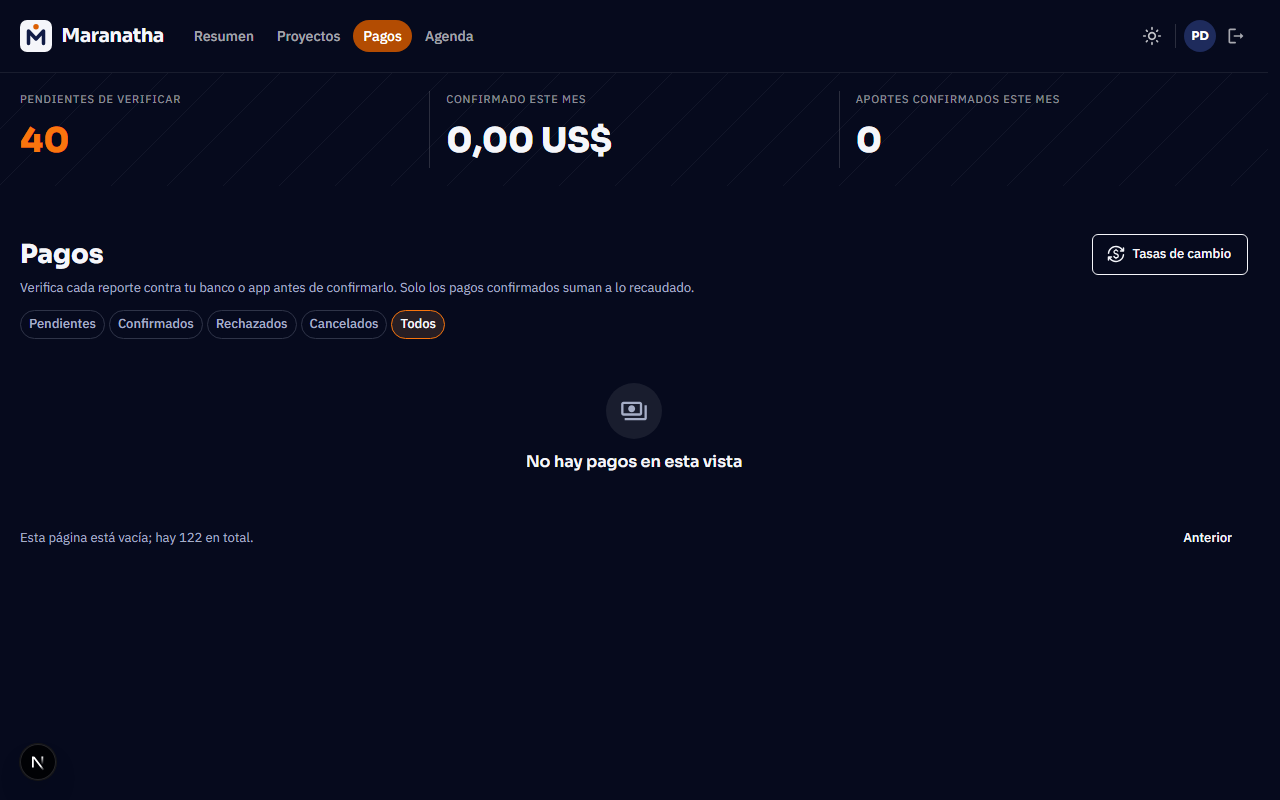 Maranatha Resumen Proyectos Pagos Agenda PD
PENDIENTES DE VERIFICAR CONFIRMADO ESTE MES APORTES CONFIRMADOS ESTE MES
40 0,00 US$ 0
Pagos Tasas de cambio
Verifica cada reporte contra tu banco o app antes de confirmarlo. Solo los pagos confirmados suman a lo recaudado.
Pendientes Confirmados Rechazados Cancelados Todos
No hay pagos en esta vista
Esta página está vacía; hay 122 en total. Anterior
N